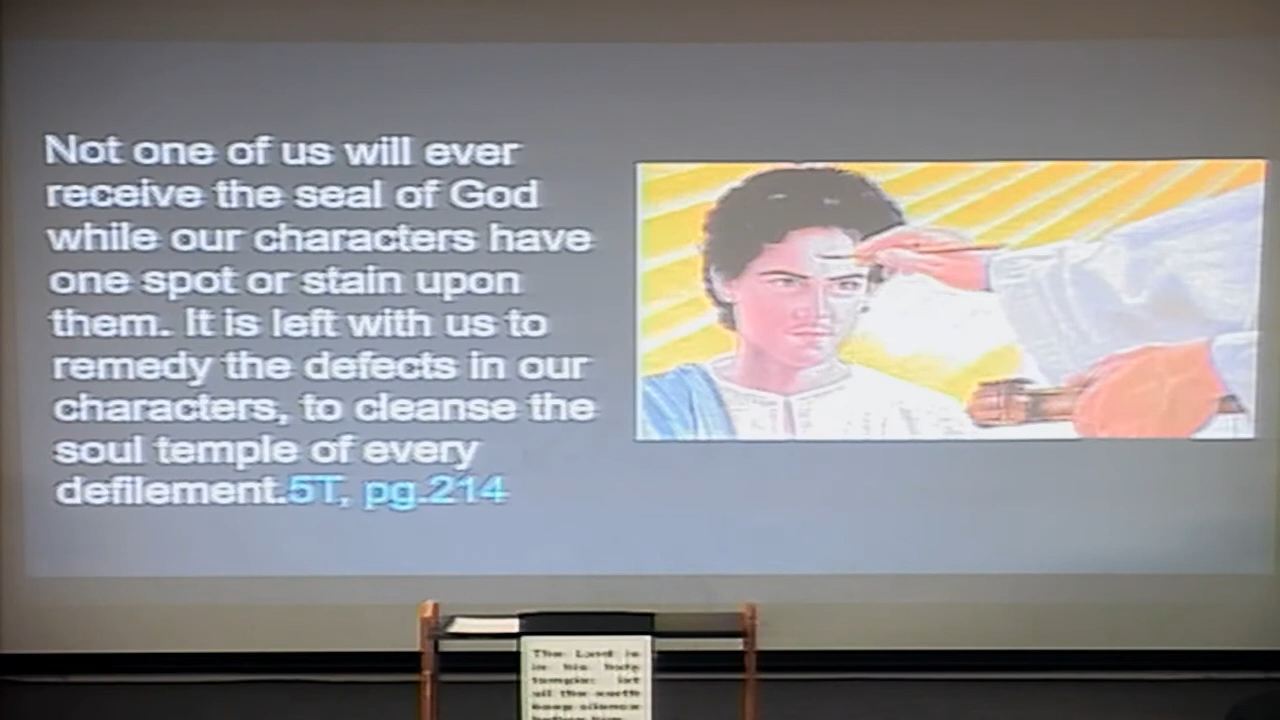 Not one of us will ever
receive the seal of God
while our characters have
one spot or stain upon
them. It is left with us to
remedy the defects in our
characters, to cleanse the
soul temple of every
defilement.5T, pg.214
The Lord is
in his holy
temple: let
all the earth
keep silence
before him